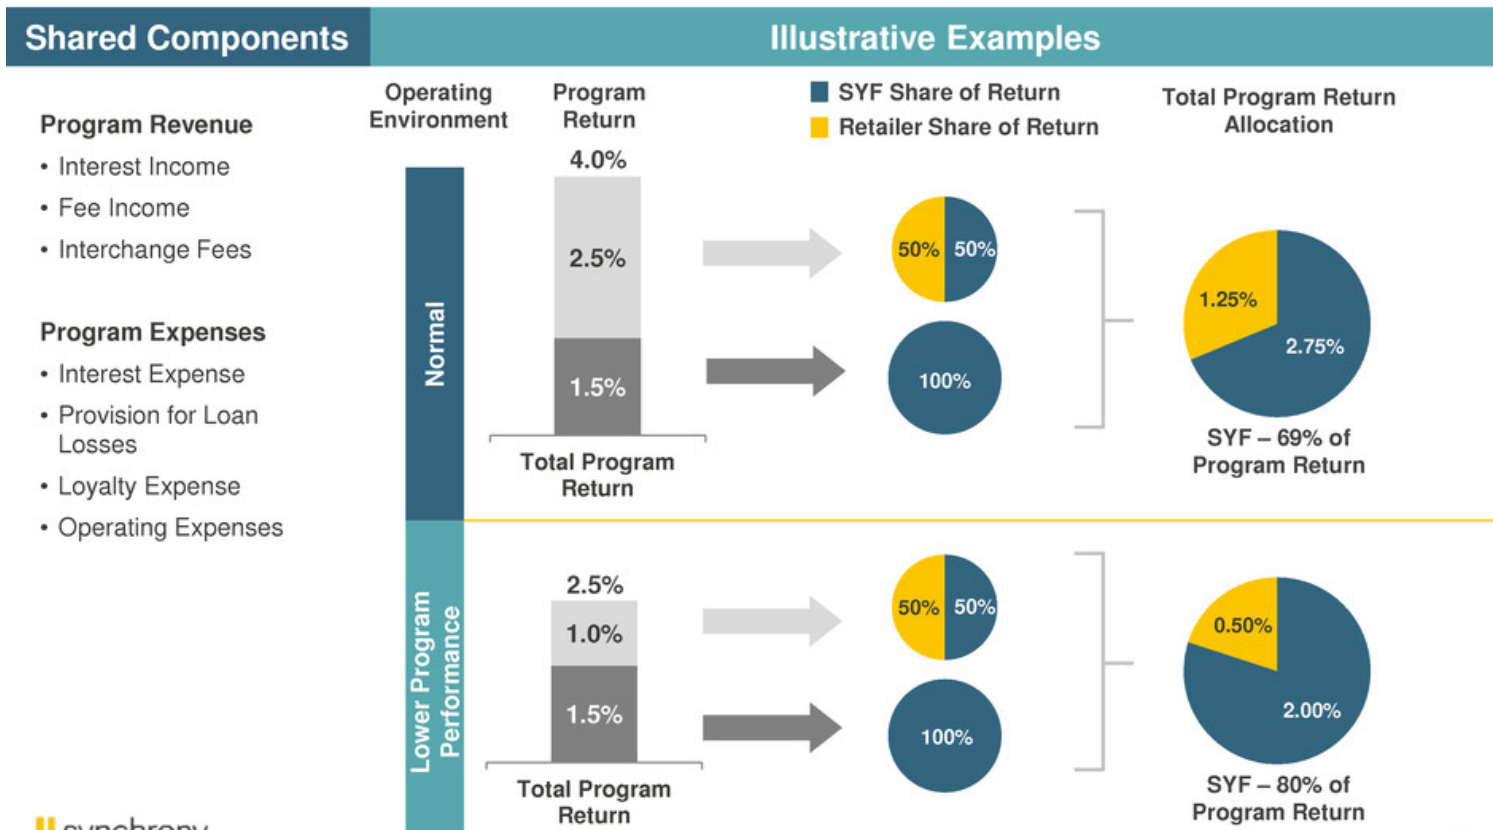 Shared Components
Illustrative Examples
Program Revenue
• Interest Income
• Fee Income
• Interchange Fees
Program Expenses
• Interest Expense
• Provision for Loan
Losses
• Loyalty Expense
• Operating Expenses
Operating
Environment
Program
Return
SYF Share of Return
Retailer Share of Return
Total Program Return
Allocation
Normal
4.0%
2.5%
1.5%
Total Program
Return
50% 50%
100%
1.25%
2.75%
SYF – 69% of
Program Return
Lower Program
Performance
2.5%
1.0%
1.5%
Total Program
Return
50% 50%
100%
0.50%
2.00%
SYF – 80% of
Program Return
synchrony